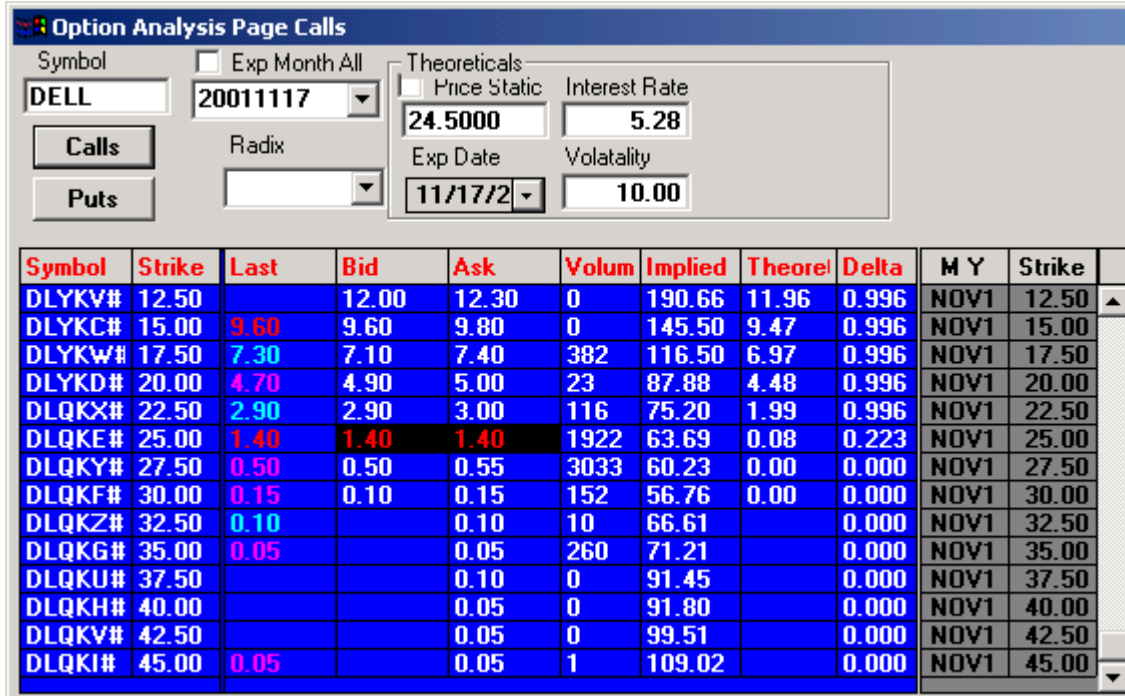 Option Analysis Page Calls
Symbol Exp Month All Theoreticals
Price Static Interest Rate
DELL 20011117 24.5000 5.28
Calls Radix Exp Date Volatality
Puts 11/17/2 10.00
Symbol Strike Last Bid Ask Volum Implied Theore Delta M Y Strike
DLYKV# 12.50 12.00 12.30 0 190.66 11.96 0.996 NOV1 12.50
DLYKC# 15.00 9.60 9.60 9.80 0 145.50 9.47 0.996 NOV1 15.00
DLYKW# 17.50 7.30 7.10 7.40 382 116.50 6.97 0.996 NOV1 17.50
DLYKD# 20.00 4.70 4.90 5.00 23 87.88 4.48 0.996 NOV1 20.00
DLQKX# 22.50 2.90 2.90 3.00 116 75.20 1.99 0.996 NOV1 22.50
DLQKE# 25.00 1.40 1.40 1.40 1922 63.69 0.08 0.223 NOV1 25.00
DLQKY# 27.50 0.50 0.50 0.55 3033 60.23 0.00 0.000 NOV1 27.50
DLQKF# 30.00 0.15 0.10 0.15 152 56.76 0.00 0.000 NOV1 30.00
DLQKZ# 32.50 0.10 0.10 10 66.61 0.000 NOV1 32.50
DLQKG# 35.00 0.05 0.05 260 71.21 0.000 NOV1 35.00
DLQKU# 37.50 0.10 0 91.45 0.000 NOV1 37.50
DLQKH# 40.00 0.05 0 91.80 0.000 NOV1 40.00
DLQKV# 42.50 0.05 0 99.51 0.000 NOV1 42.50
DLQKI# 45.00 0.05 0.05 1 109.02 0.000 NOV1 45.00